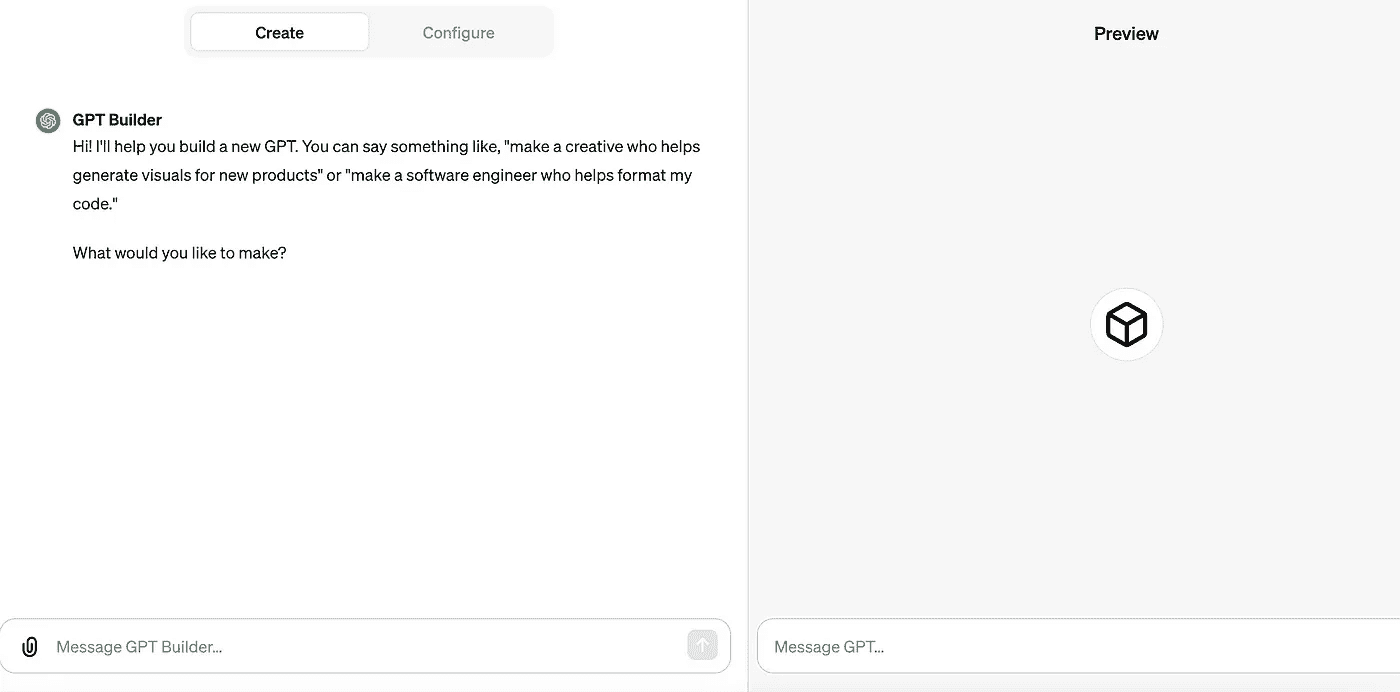 Create
Configure
Preview
GPT Builder
Hi! I'll help you build a new GPT. You can say something like, "make a creative who helps
generate visuals for new products" or "make a software engineer who helps format my
code."
What would you like to make?
Message GPT Builder...
Message GPT...